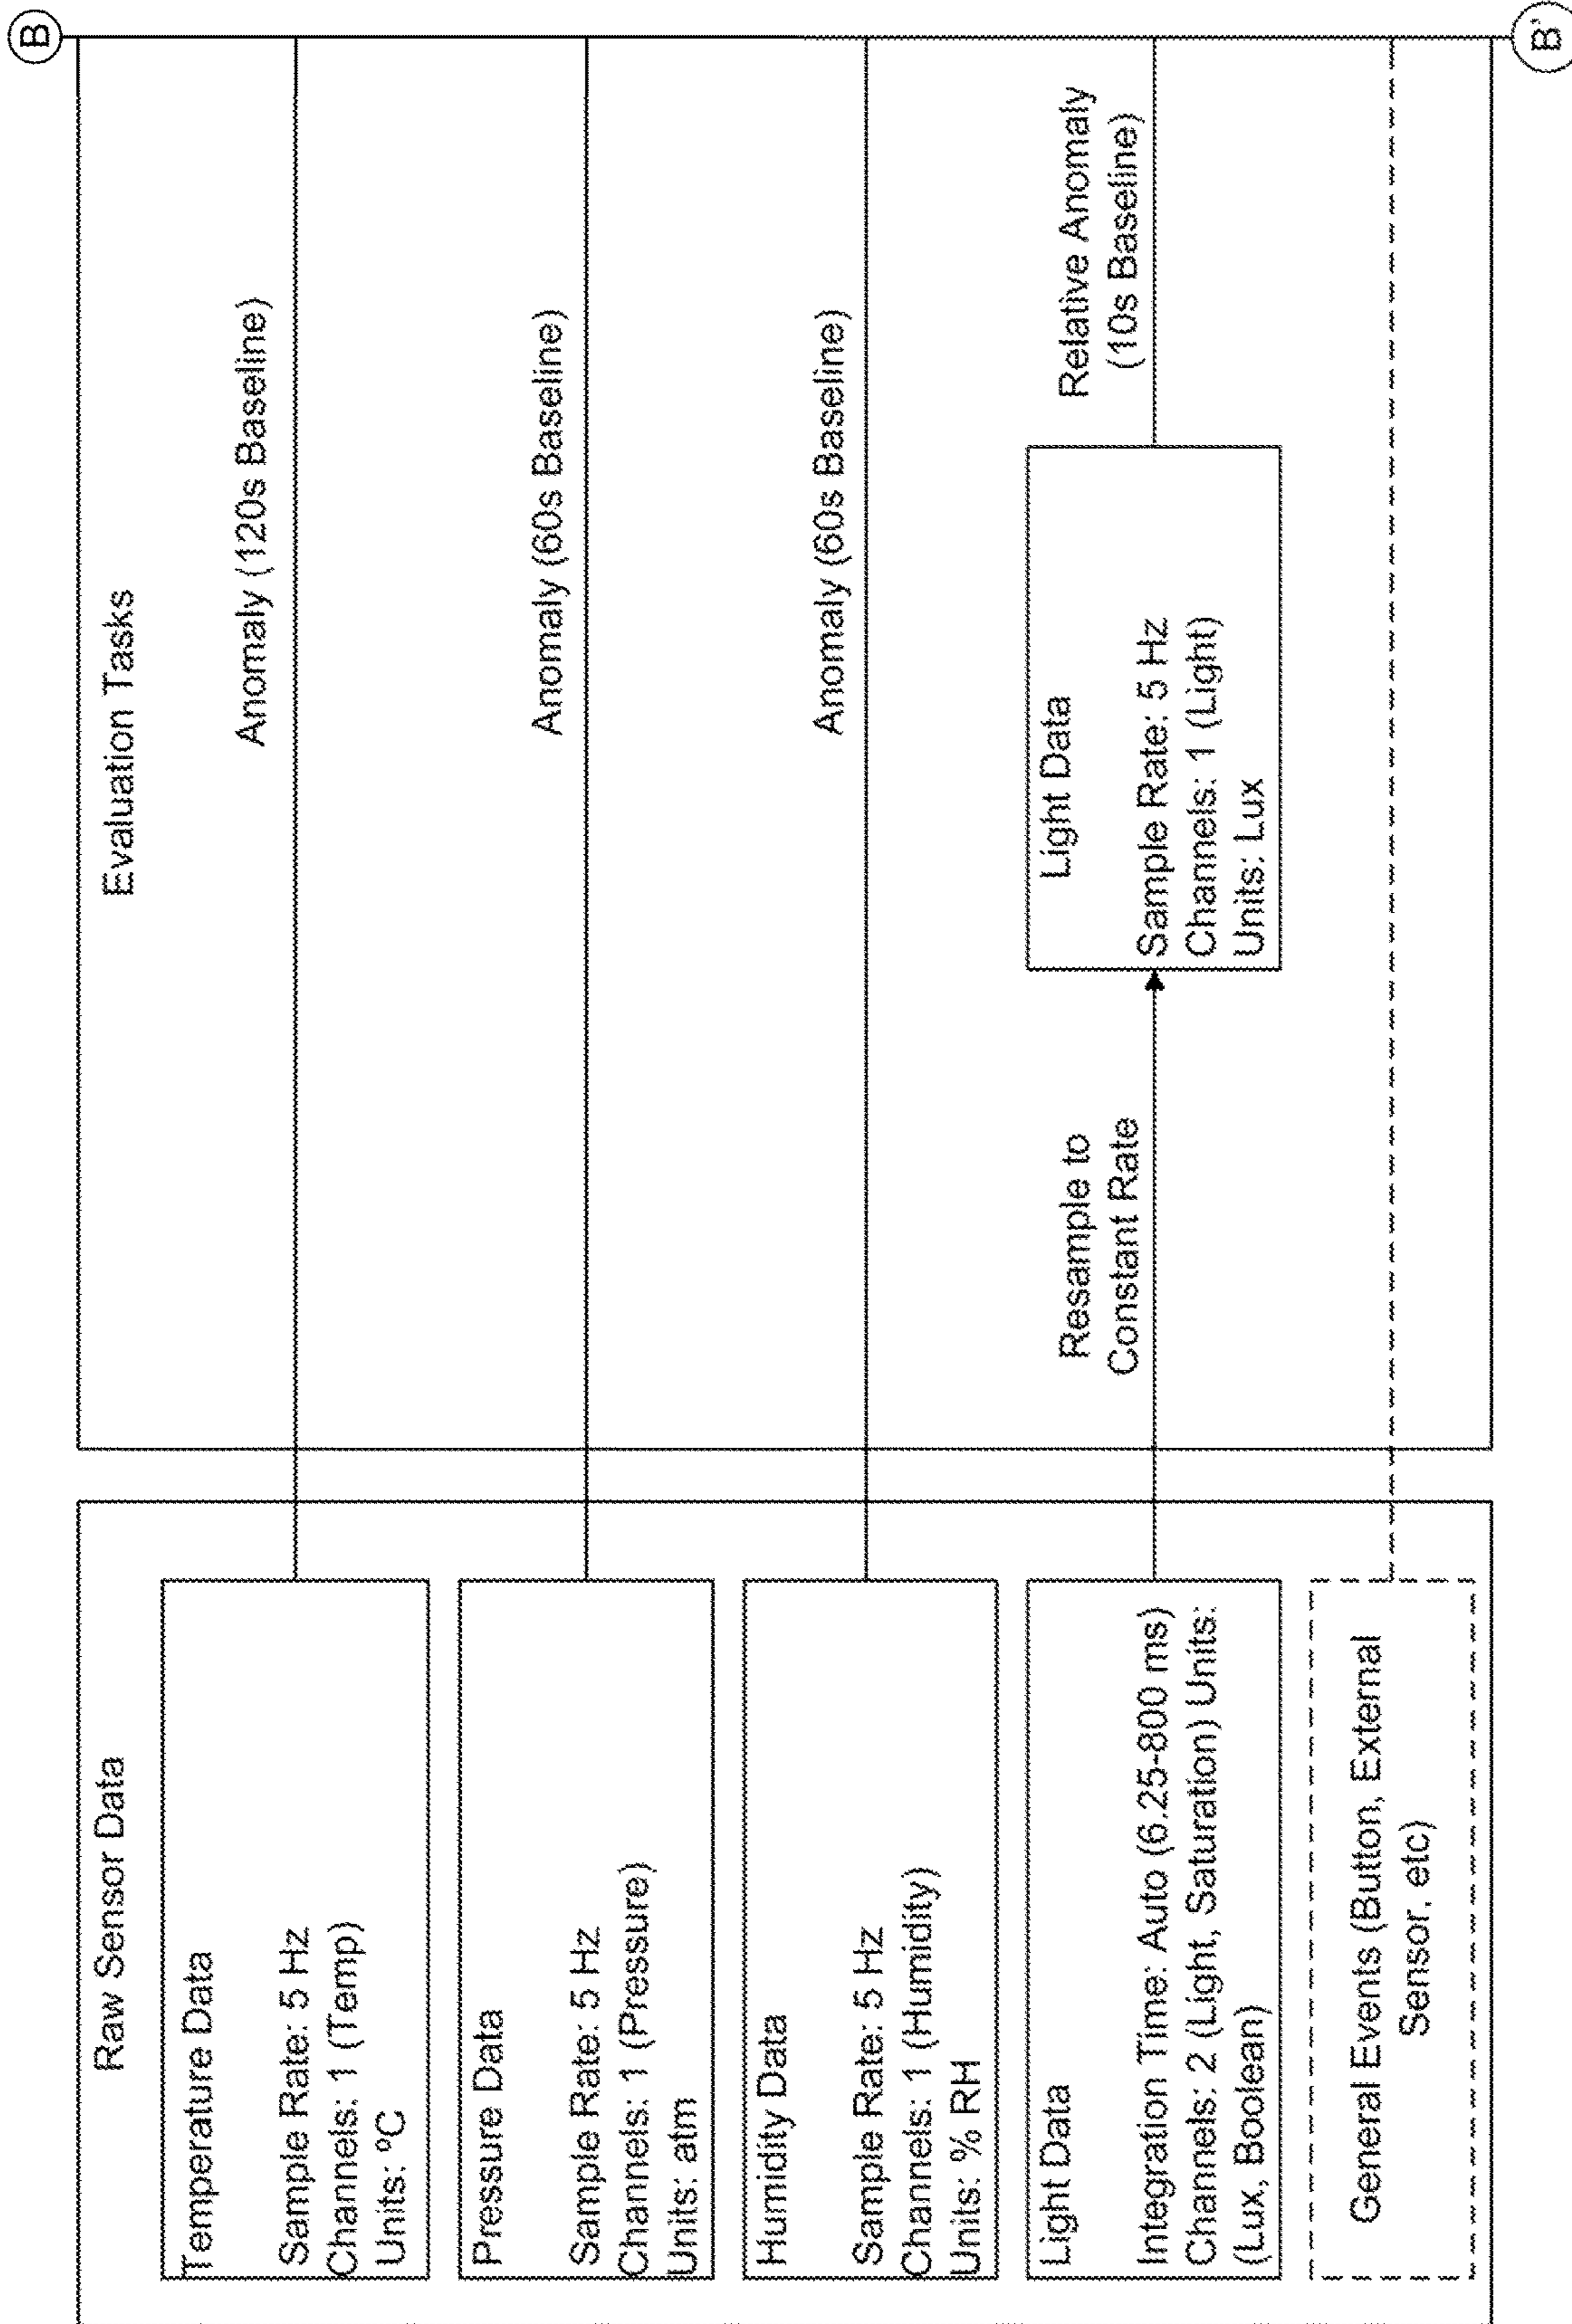 Raw Sensor Data
Temperature Data
Sample Rate: 5 Hz
Channels: 1 (Temp)
Units: ºC
Pressure Data
Sample Rate: 5 Hz
Channels: 1 (Pressure)
Units: atm
Humidity Data
Sample Rate: 5 Hz
Channels: 1 (Humidity)
Units: % RH
Light Data
Integration Time: Auto (6.25-800 ms)
Channels: 2 (Light, Saturation) Units:
(Lux, Boolean)
General Events (Button, External
Sensor, etc)
Evaluation Tasks
Anomaly (120s Baseline)
Anomaly (60s Baseline)
Anomaly (60s Baseline)
Resample to
Constant Rate
Light Data
Sample Rate: 5 Hz
Channels: 1 (Light)
Units: Lux
Relative Anomaly
(10s Baseline)
B
B'